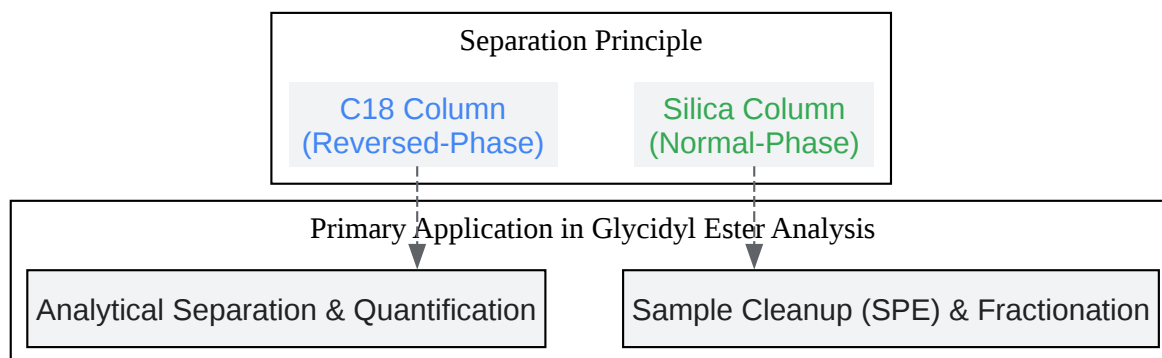 Separation Principle
C18 Column
(Reversed-Phase)
Silica Column
(Normal-Phase)
Primary Application in Glycidyl Ester Analysis
Analytical Separation & Quantification
Sample Cleanup (SPE) & Fractionation